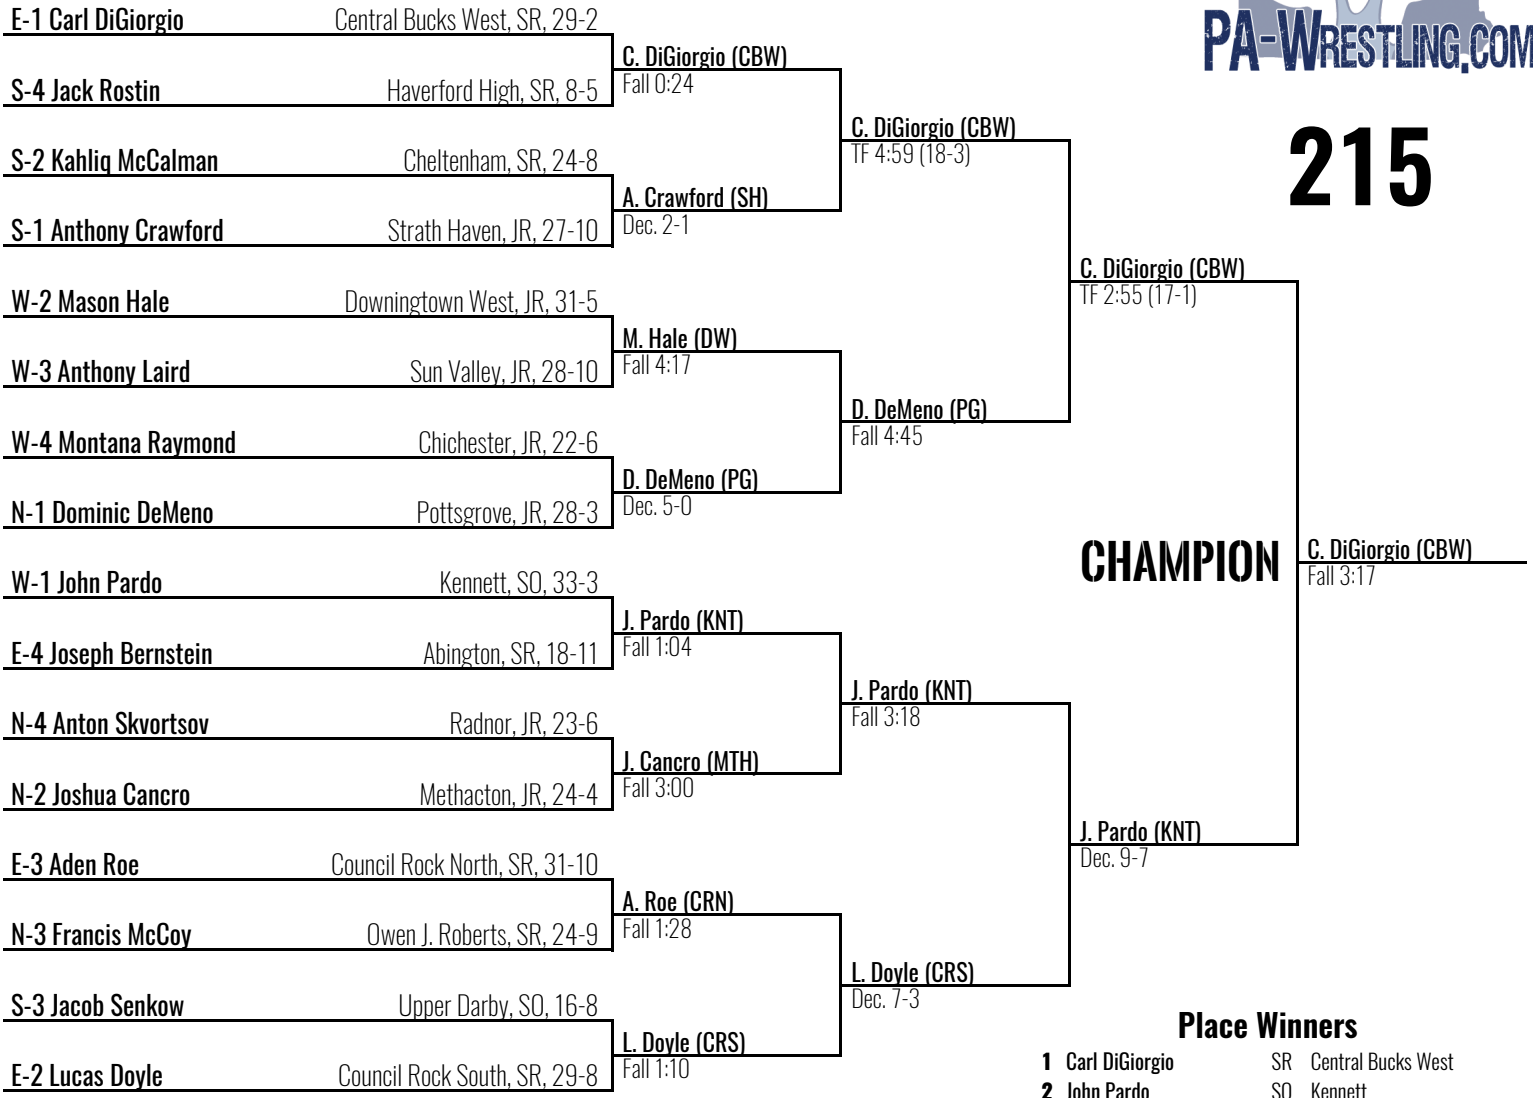 E-1 Carl DiGiorgio Central Bucks West, SR, 29-2
PA-WRESTLING.COM
C. DiGiorgio (CBW)
Fall 0:24
S-4 Jack Rostin Haverford High, SR, 8-5
C. DiGiorgio (CBW)
TF 4:59 (18-3)
215
S-2 Kahliq McCalman Cheltenham, SR, 24-8
A. Crawford (SH)
Dec. 2-1
S-1 Anthony Crawford Strath Haven, JR, 27-10
C. DiGiorgio (CBW)
TF 2:55 (17-1)
W-2 Mason Hale Downingtown West, JR, 31-5
M. Hale (DW)
Fall 4:17
W-3 Anthony Laird Sun Valley, JR, 28-10
D. DeMeno (PG)
Fall 4:45
W-4 Montana Raymond Chichester, JR, 22-6
D. DeMeno (PG)
Dec. 5-0
N-1 Dominic DeMeno Pottsgrove, JR, 28-3
CHAMPION C. DiGiorgio (CBW)
Fall 3:17
W-1 John Pardo Kennett, SO, 33-3
J. Pardo (KNT)
Fall 1:04
E-4 Joseph Bernstein Abington, SR, 18-11
J. Pardo (KNT)
Fall 3:18
N-4 Anton Skvortsov Radnor, JR, 23-6
J. Cancro (MTH)
Fall 3:00
N-2 Joshua Cancro Methacton, JR, 24-4
J. Pardo (KNT)
Dec. 9-7
E-3 Aden Roe Council Rock North, SR, 31-10
A. Roe (CRN)
Fall 1:28
N-3 Francis McCoy Owen J. Roberts, SR, 24-9
L. Doyle (CRS)
Dec. 7-3
S-3 Jacob Senkow Upper Darby, SO, 16-8
L. Doyle (CRS)
Fall 1:10
E-2 Lucas Doyle Council Rock South, SR, 29-8
Place Winners
1 Carl DiGiorgio SR Central Bucks West
2 John Pardo SO Kennett